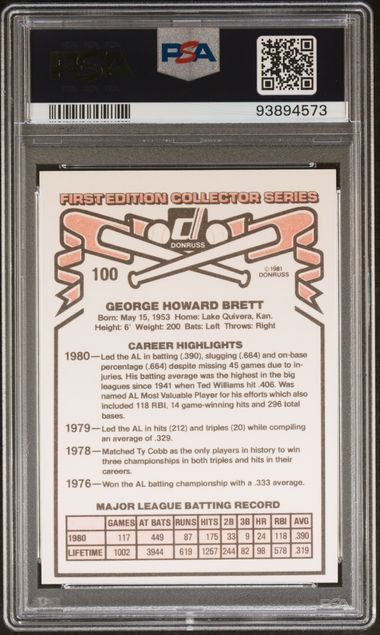 PSA
PSA
93894573
FIRST EDITION COLLECTOR SERIES
d
DONRUSS
100
©1981
DONRUSS
GEORGE HOWARD BRETT
Born: May 15, 1953 Home: Lake Quivera, Kan.
Height: 6' Weight: 200 Bats: Left Throws: Right
CAREER HIGHLIGHTS
1980—Led the AL in batting (.390), slugging (.664) and on-base
percentage (.664) despite missing 45 games due to in-
juries. His batting average was the highest in the big
leagues since 1941 when Ted Williams hit .406. Was
named AL Most Valuable Player for his efforts which also
included 118 RBI, 14 game-winning hits and 296 total
bases.
1979—Led the AL in hits (212) and triples (20) while compiling
an average of .329.
1978—Matched Ty Cobb as the only players in history to win
three championships in both triples and hits in their
careers.
1976—Won the AL batting championship with a .333 average.
MAJOR LEAGUE BATTING RECORD
GAMES AT BATS RUNS HITS 2B 3B HR RBI AVG
1980 117 449 87 175 33 9 24 118 .390
LIFETIME 1002 3944 619 1257 244 82 98 578 .319